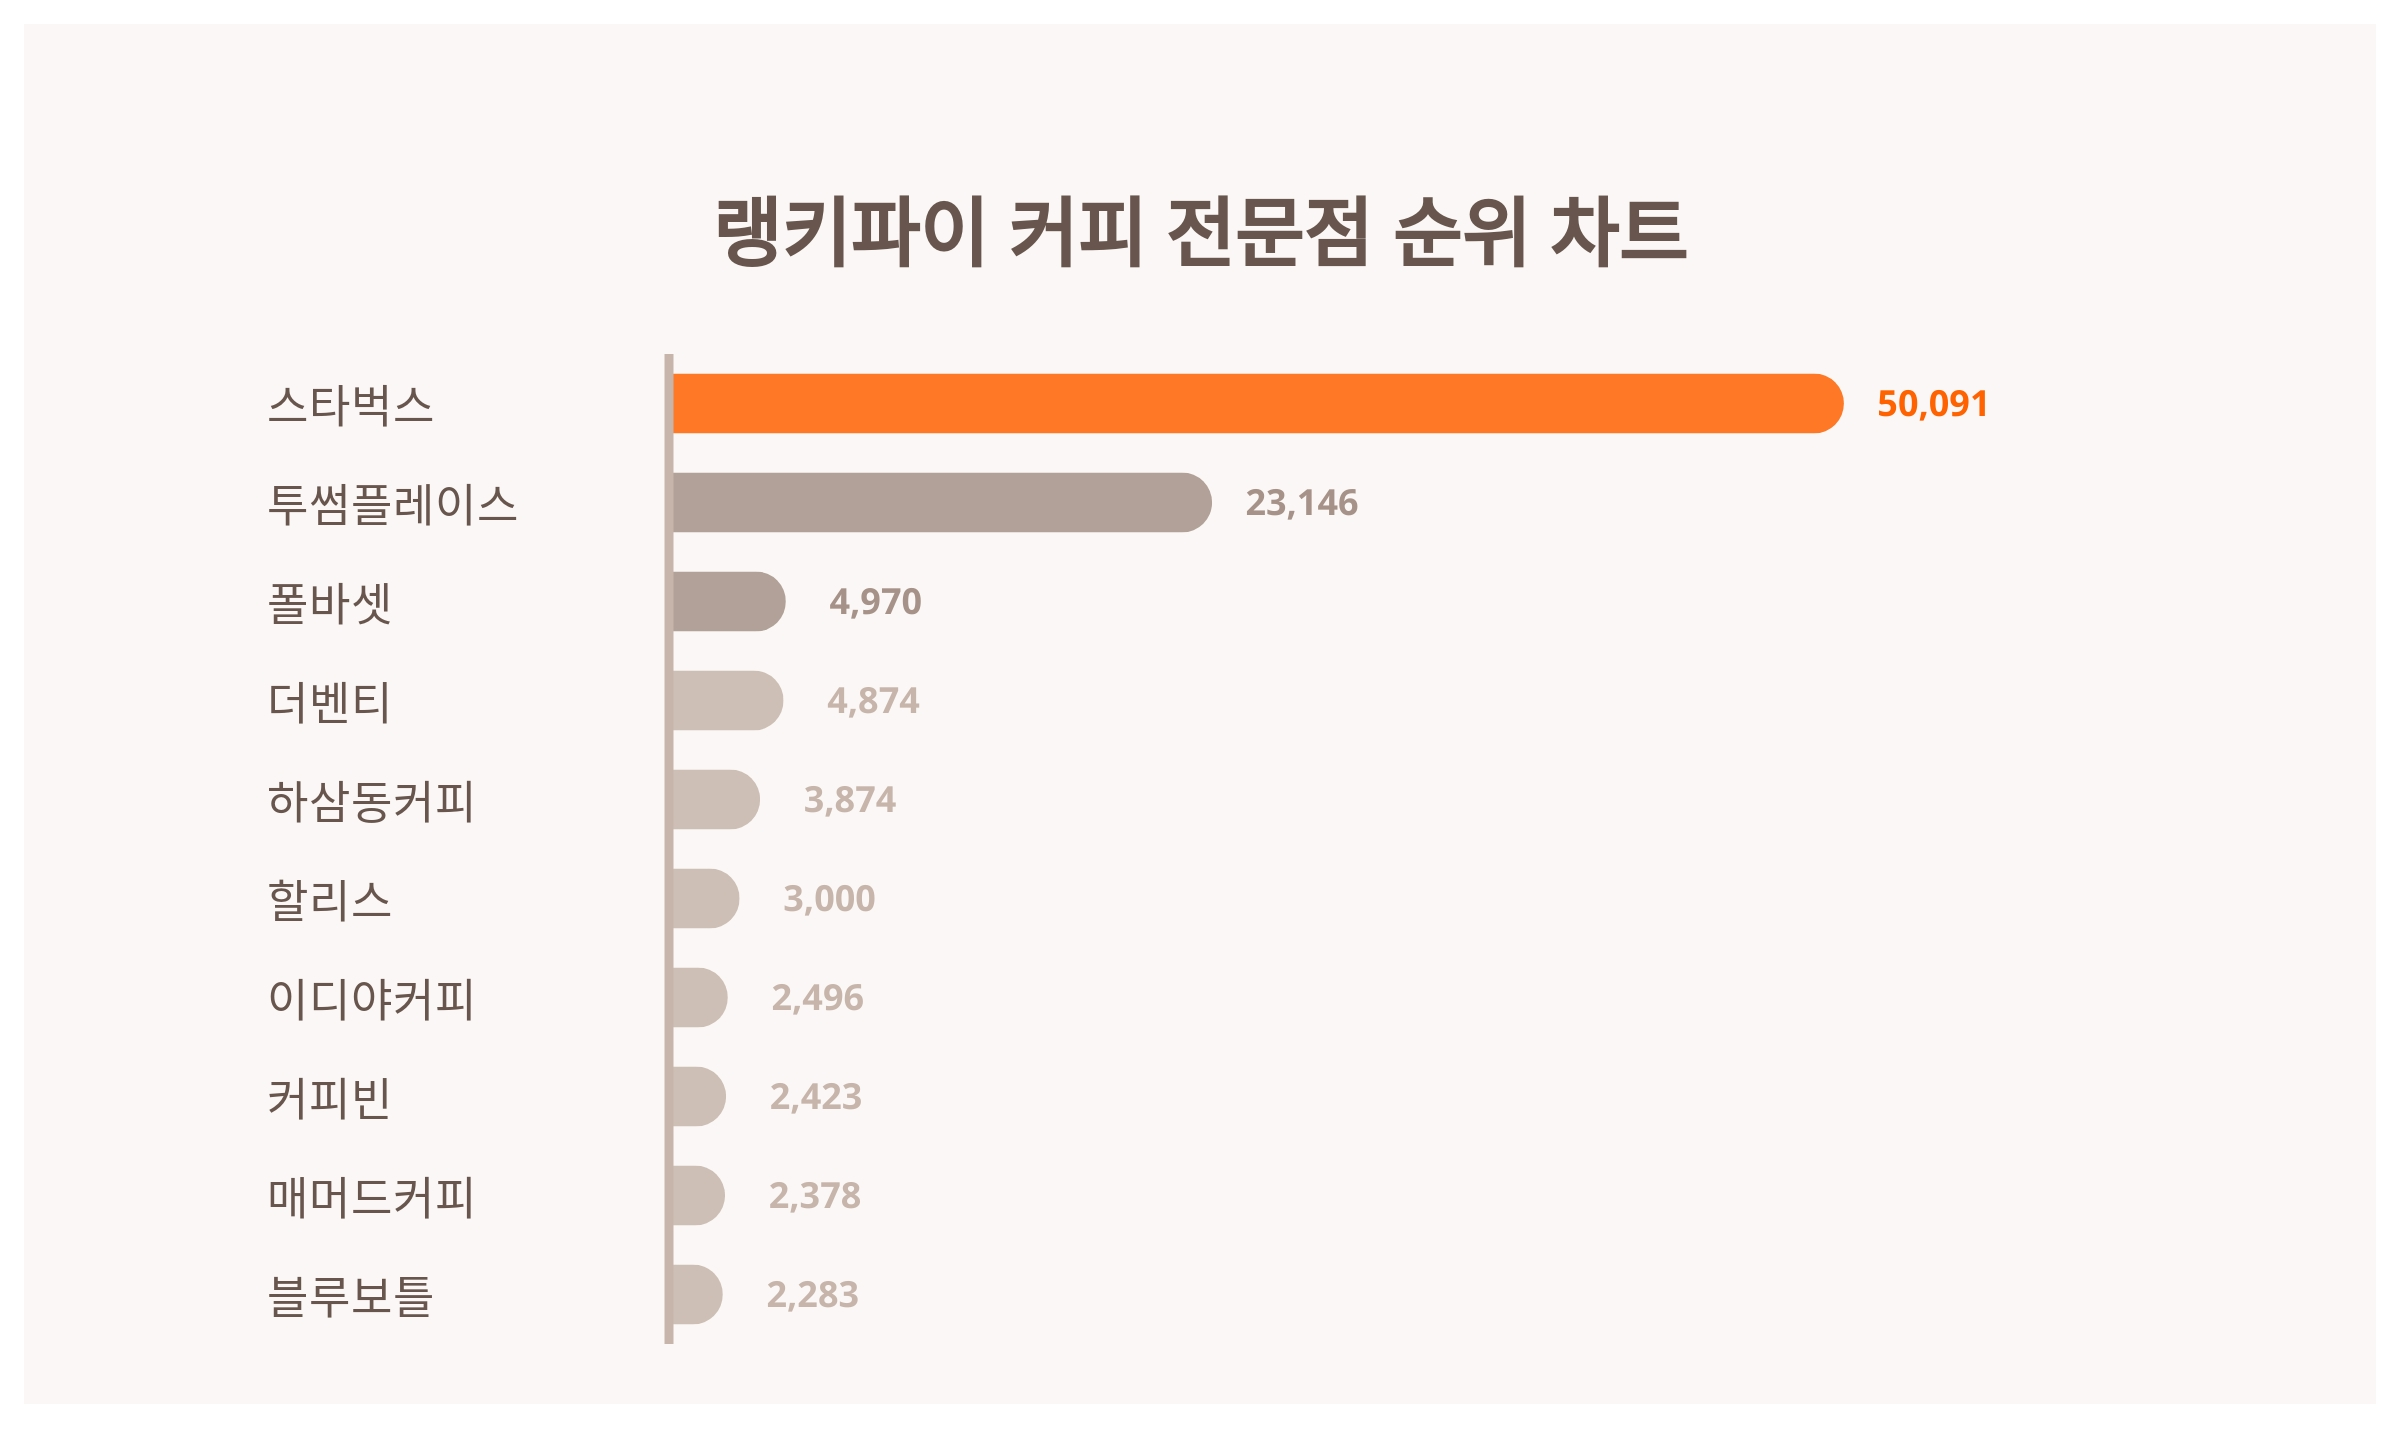 랭키파이 커피 전문점 순위 차트
스타벅스 50,091
투썸플레이스 23,146
폴바셋 4,970
더벤티 4,874
하삼동커피 3,874
할리스 3,000
이디야커피 2,496
커피빈 2,423
매머드커피 2,378
블루보틀 2,283